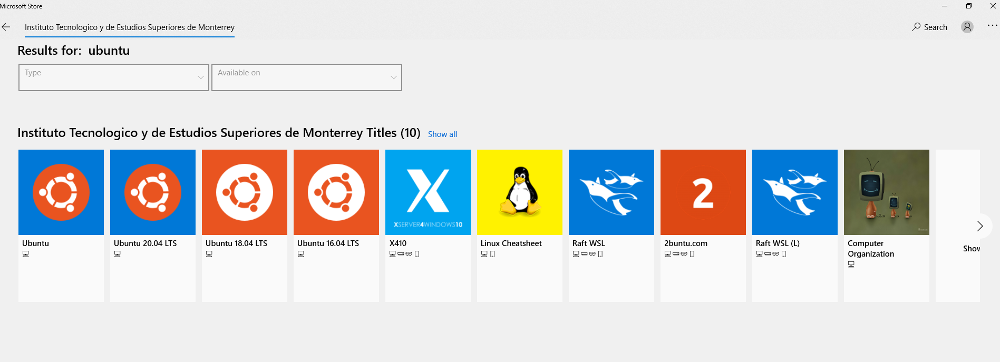 Microsoft Store
Instituto Tecnologico y de Estudios Superiores de Monterrey
Search
Results for: ubuntu
Type
Available on
Instituto Tecnologico y de Estudios Superiores de Monterrey Titles (10) Show all
XSERVER4WINDOWS10
2
Ubuntu
Ubuntu 20.04 LTS
Ubuntu 18.04 LTS
Ubuntu 16.04 LTS
X410
Linux Cheatsheet
Raft WSL
2buntu.com
Raft WSL (L)
Computer
Organization
Show